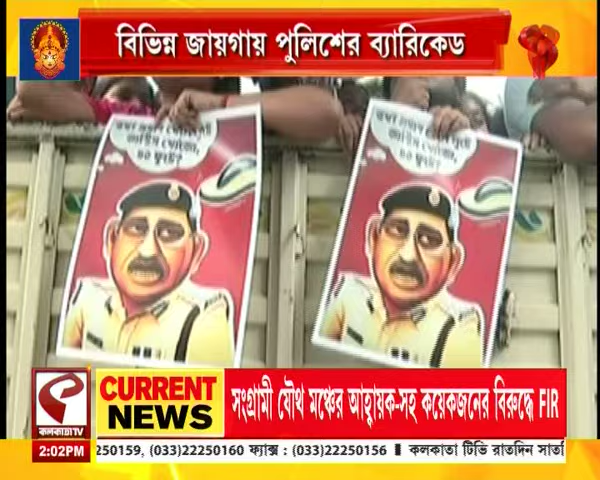 বিভিন্ন জায়গায় পুলিশের ব্যারিকেড
CURRENT
NEWS
সংগ্রামী যৌথ মঞ্চের আহ্বায়ক-সহ কয়েকজনের বিরুদ্ধে FIR
কলকাতা TV
2:02PM
250159, (033)22250160 ফ্যাক্স : (033)22250156 ▮ কলকাতা টিভি রাতদিন সাতদি